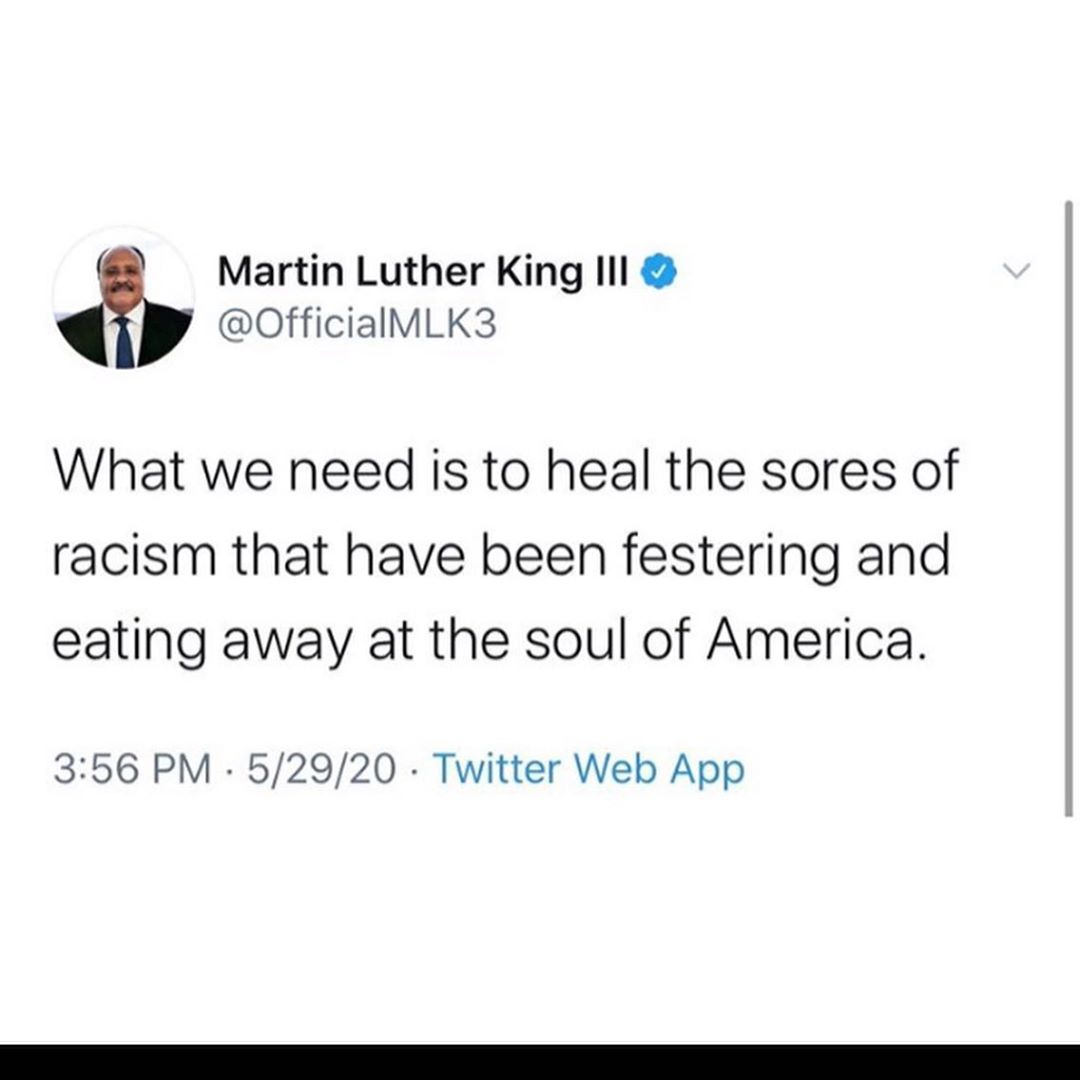 Martin Luther King III
@OfficialMLK3
What we need is to heal the sores of
racism that have been festering and
eating away at the soul of America.
3:56 PM · 5/29/20 · Twitter Web App